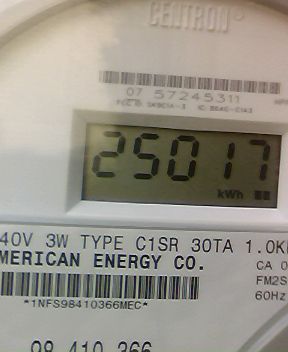 CENTRON®
07 57245311
25017
kWh
40V 3W TYPE C1SR 30TA 1.0K
MERICAN ENERGY CO.
CA 0
FM2S
60Hz
*1NFS98410366MEC*
98 410 366